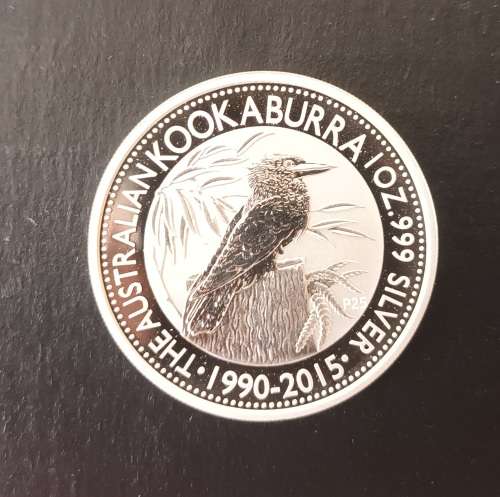 · THE AUSTRALIAN KOOKABURRA 1 OZ. 999 SILVER ·
1990-2015
P25